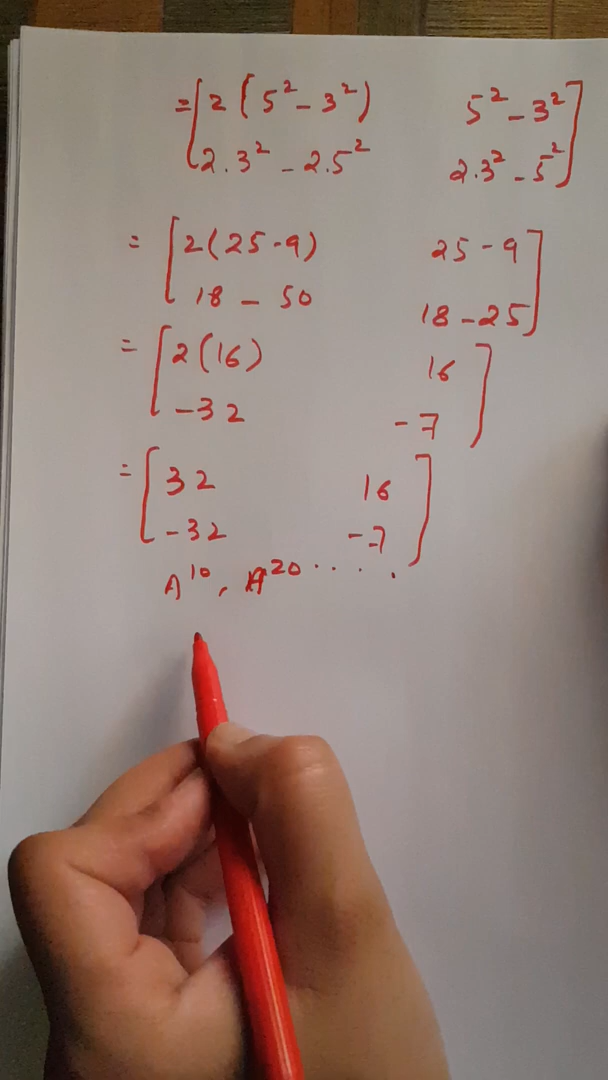 = [ 2 ( 5² - 3² ) 5² - 3² ]
2.3² - 2.5² 2.3² - 5²
= [ 2 ( 25 - 9 ) 25 - 9 ]
18 - 50 18 - 25
= [ 2 ( 16 ) 16 ]
-32 -7
= [ 32 16 ]
-32 -7
A¹⁰, A²⁰ . . . . .